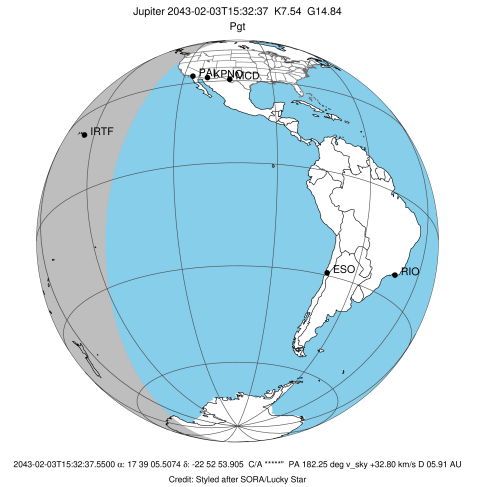 Jupiter 2043-02-03T15:32:37 K7.54 G14.84
Pgt
PAL KPNO MCD
IRTF
ESO
RIO
2043-02-03T15:32:37.5500 α: 17 39 05.5074 δ: -22 52 53.905 C/A *****" PA 182.25 deg v_sky +32.80 km/s D 05.91 AU
Credit: Styled after SORA/Lucky Star